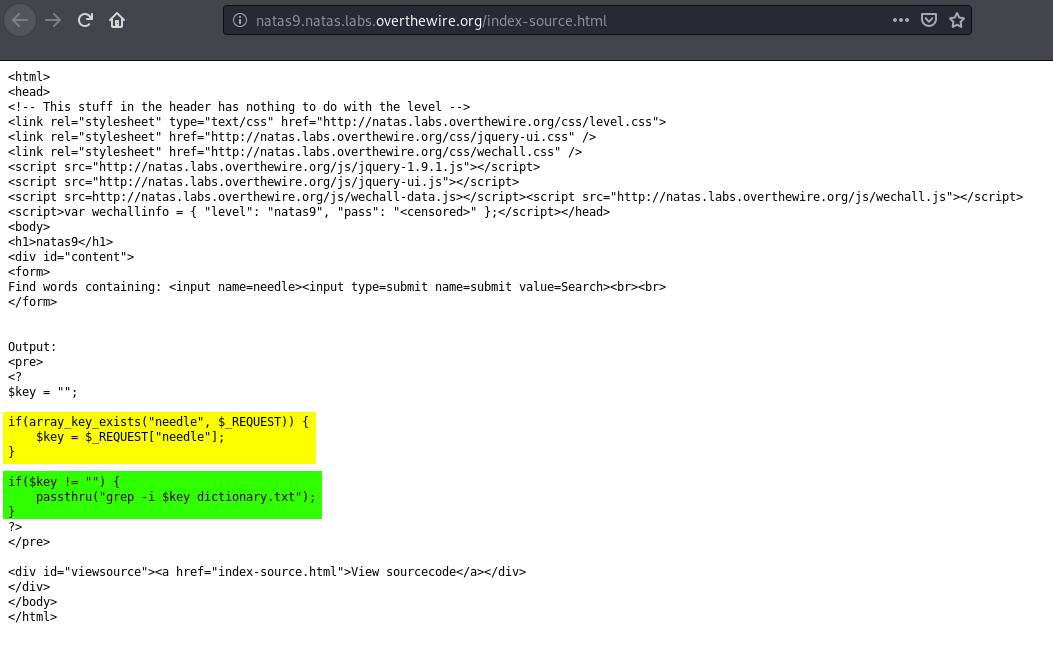 natas9.natas.labs.overthewire.org/index-source.html
<html>
<head>
<!-- This stuff in the header has nothing to do with the level -->
<link rel="stylesheet" type="text/css" href="http://natas.labs.overthewire.org/css/level.css">
<link rel="stylesheet" href="http://natas.labs.overthewire.org/css/jquery-ui.css" />
<link rel="stylesheet" href="http://natas.labs.overthewire.org/css/wechall.css" />
<script src="http://natas.labs.overthewire.org/js/jquery-1.9.1.js"></script>
<script src="http://natas.labs.overthewire.org/js/jquery-ui.js"></script>
<script src=http://natas.labs.overthewire.org/js/wechall-data.js></script><script src="http://natas.labs.overthewire.org/js/wechall.js"></script>
<script>var wechallinfo = { "level": "natas9", "pass": "<censored>" };</script></head>
<body>
<h1>natas9</h1>
<div id="content">
<form>
Find words containing: <input name=needle><input type=submit name=submit value=Search><br><br>
</form>
Output:
<pre>
<?
$key = "";
if(array_key_exists("needle", $_REQUEST)) {
    $key = $_REQUEST["needle"];
}
if($key != "") {
    passthru("grep -i $key dictionary.txt");
}
?>
</pre>
<div id="viewsource"><a href="index-source.html">View sourcecode</a></div>
</div>
</body>
</html>